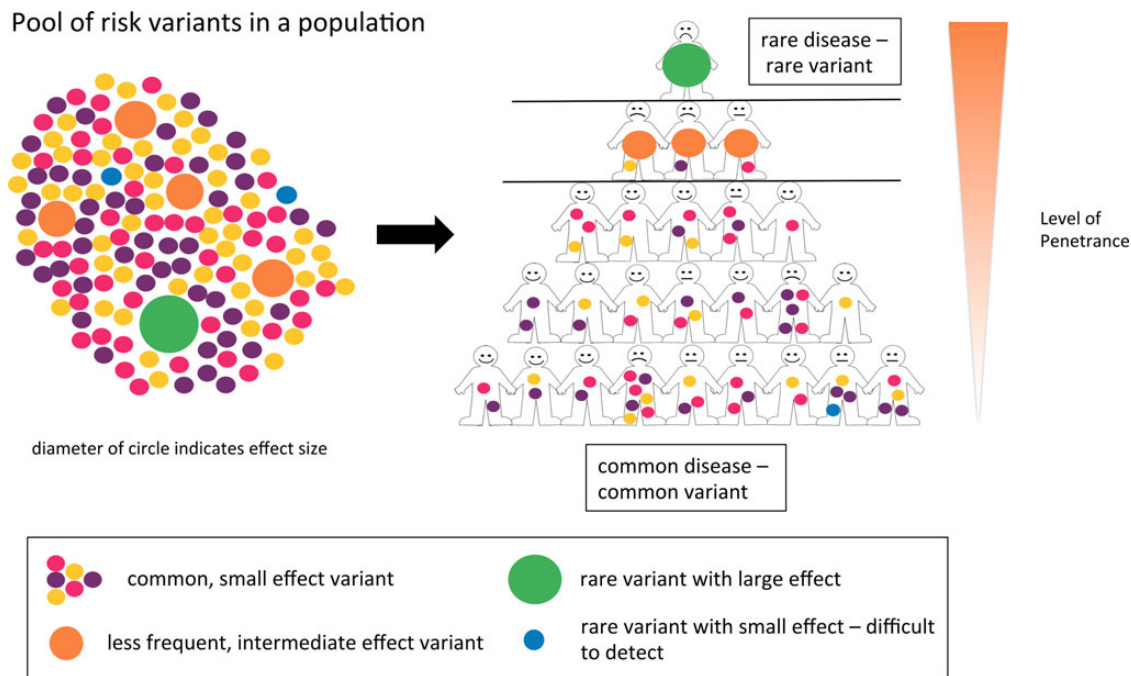 Pool of risk variants in a population
rare disease –
rare variant
Level of
Penetrance
diameter of circle indicates effect size
common disease –
common variant
common, small effect variant
rare variant with large effect
less frequent, intermediate effect variant
rare variant with small effect – difficult
to detect